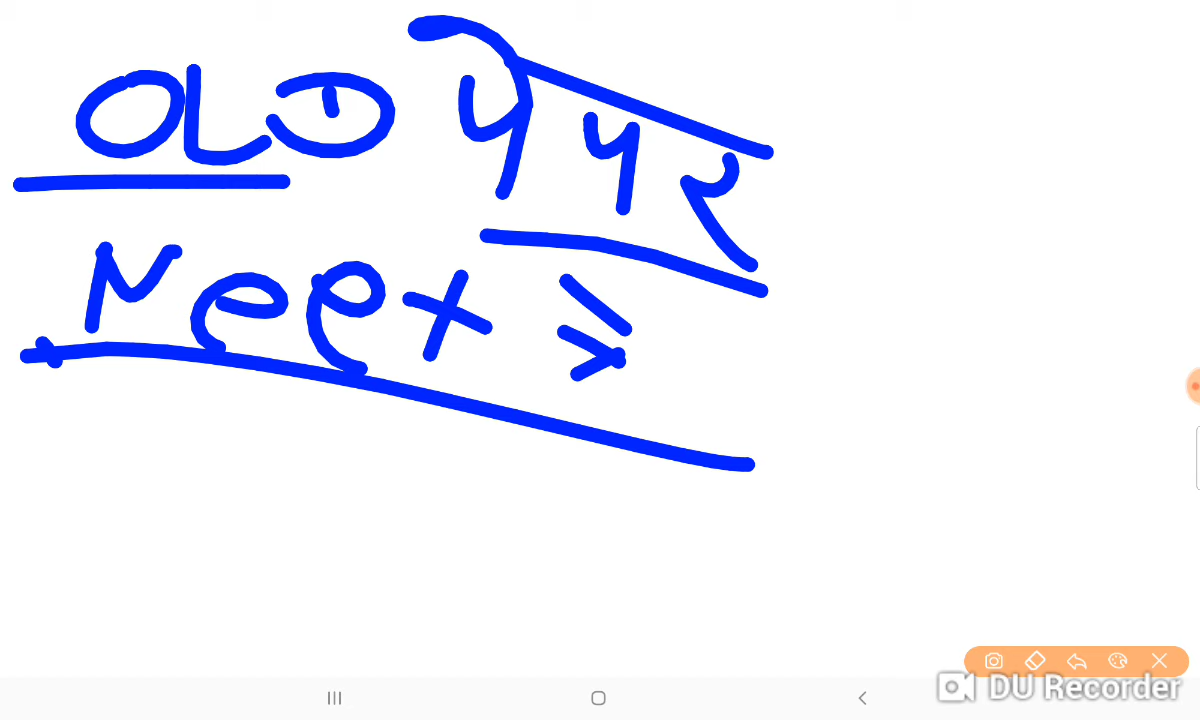 OLD पेपर
Neet
DU Recorder